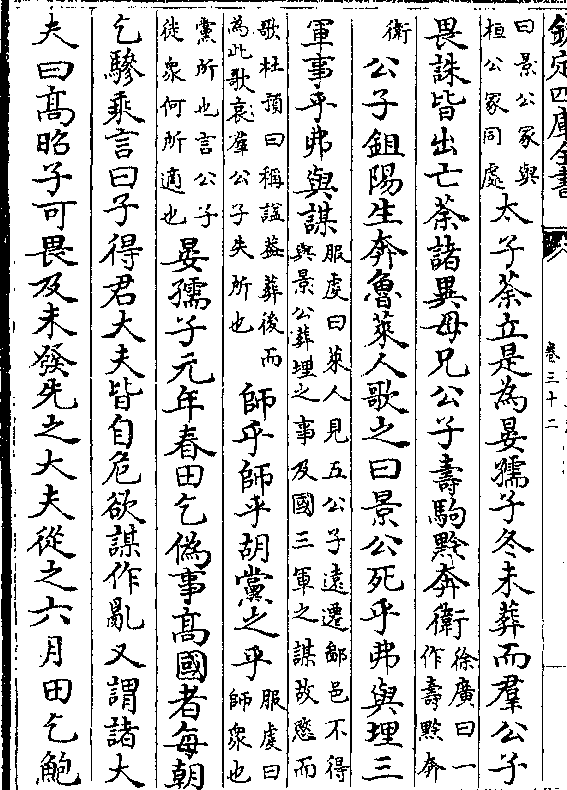 欽定四庫全書
卷三十二
曰景公冡與
桓公冡同處
太子荼立是為晏孺子冬未葬而羣公子
畏誅皆出亡荼諸異母兄公子壽駒黔奔衛
徐廣曰一
作壽黔奔
衛
公子鉏陽生奔魯萊人歌之曰景公死乎弗與埋三
軍事乎弗與謀
服虔曰萊人見五公子逺遷鄙邑不得
與景公葬埋之事及國三軍之謀故愍而
歌杜預曰稱諡葢葬後而
為此歌哀羣公子失所也
師乎師乎胡黨之乎
服虔曰
師衆也
黨所也言公子
徒衆何所適也
晏孺子元年春田乞偽事髙國者每朝
乞驂乘言曰子得君大夫皆自危欲謀作亂又謂諸大
夫曰髙昭子可畏及未發先之大夫從之六月田乞鮑